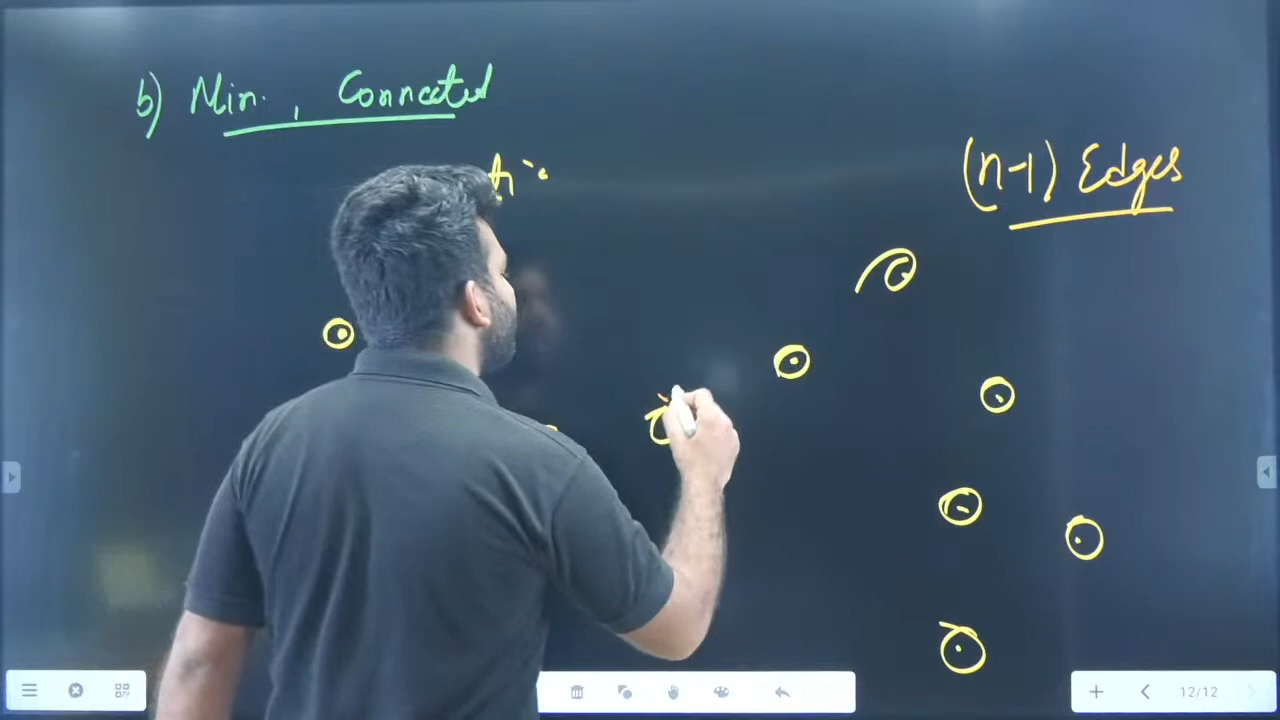 b) Min. , Connected
(n-1) Edges
12/12